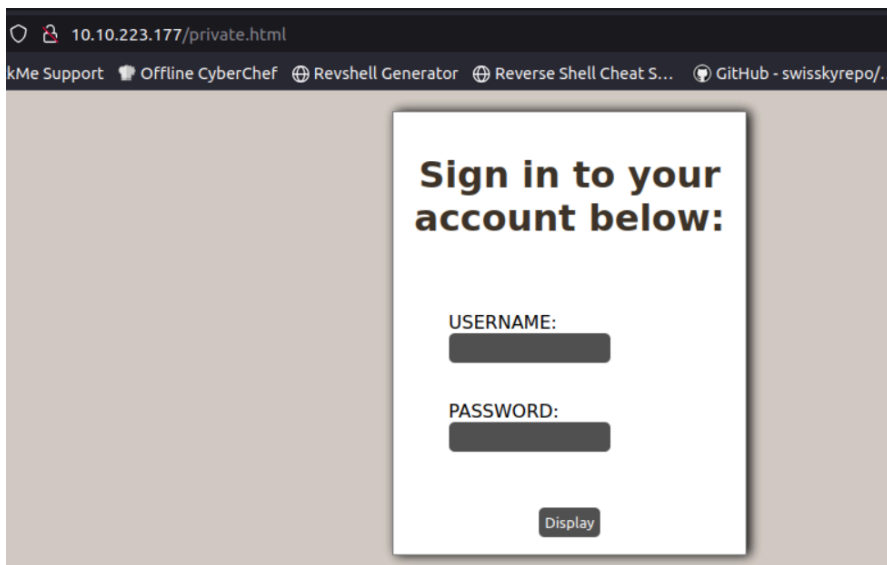 10.10.223.177/private.html
kMe Support Offline CyberChef Revshell Generator Reverse Shell Cheat S... GitHub - swisskyrepo/...
Sign in to your
account below:
USERNAME:
PASSWORD:
Display